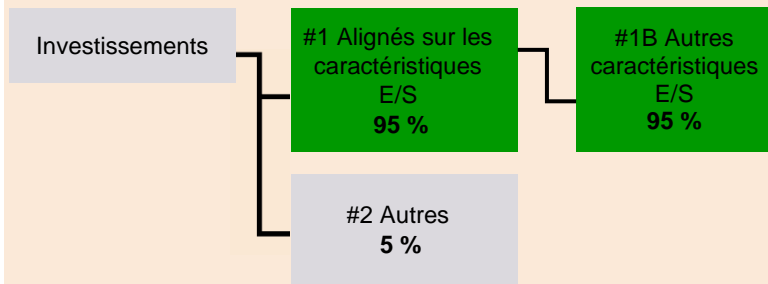 Investissements
#1 Alignés sur les
caractéristiques
E/S
95 %
#1B Autres
caractéristiques
E/S
95 %
#2 Autres
5 %